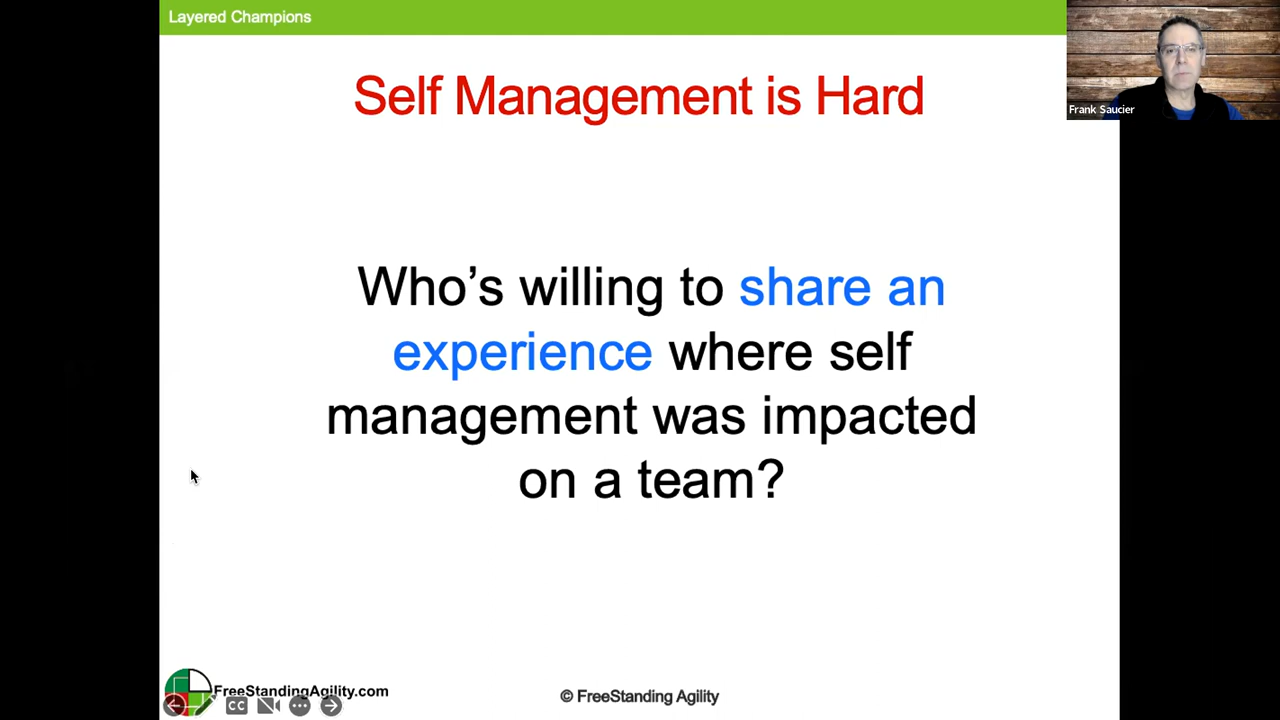 Layered Champions
Frank Saucier
Self Management is Hard
Who’s willing to share an
experience where self
management was impacted
on a team?
FreeStandingAgility.com
CC
© FreeStanding Agility